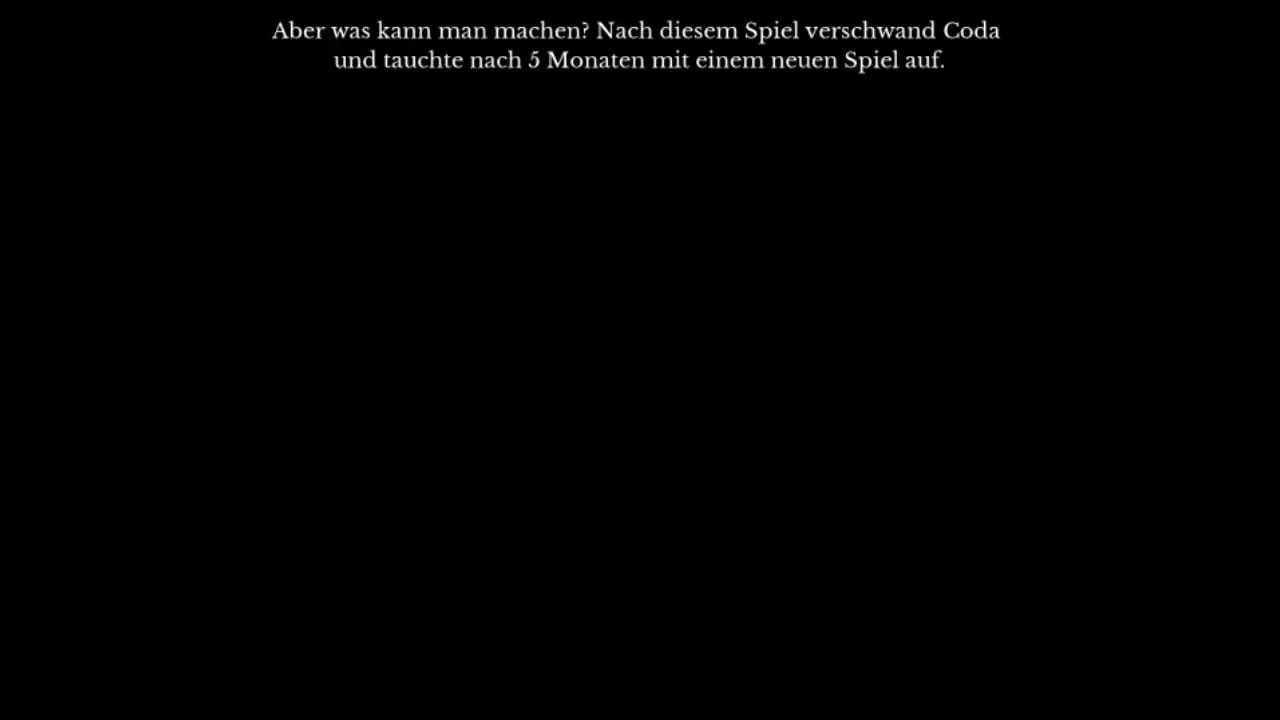 Aber was kann man machen? Nach diesem Spiel verschwand Coda
und tauchte nach 5 Monaten mit einem neuen Spiel auf.